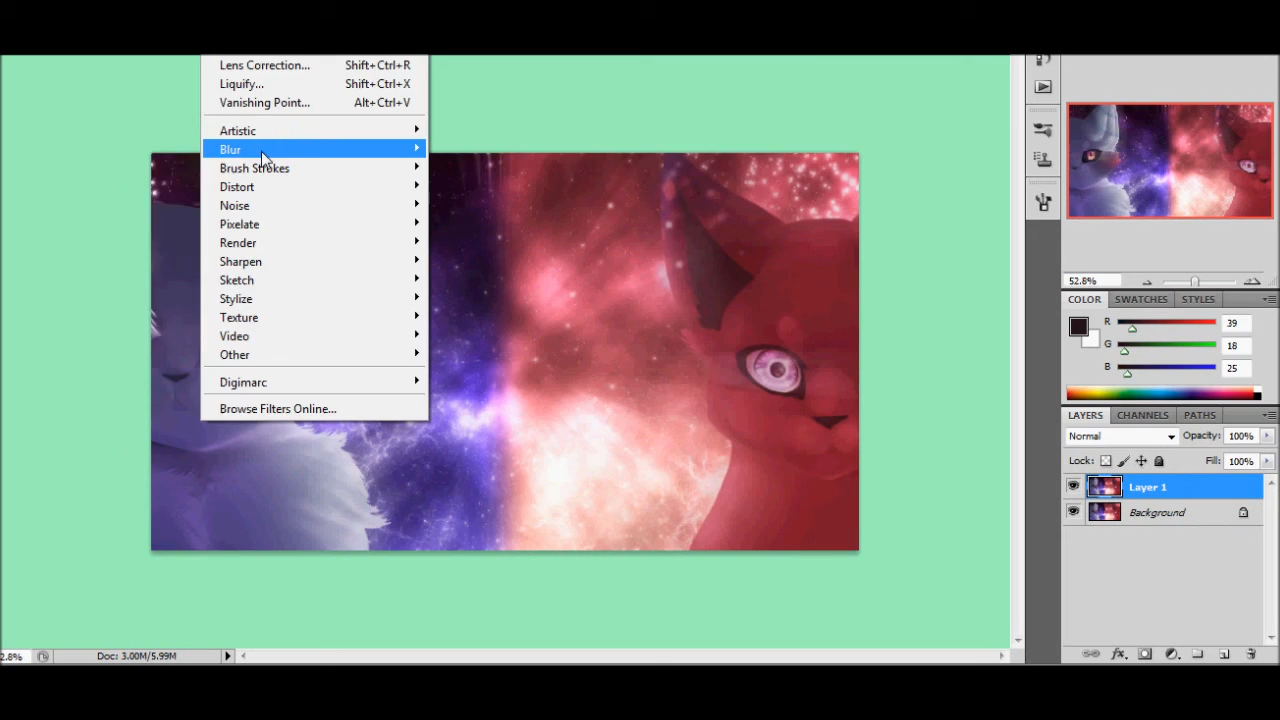 Lens Correction... Shift+Ctrl+R
Liquify... Shift+Ctrl+X
Vanishing Point... Alt+Ctrl+V
Artistic
Blur
Brush Strokes
Distort
Noise
Pixelate
Render
Sharpen
Sketch
Stylize
Texture
Video
Other
Digimarc
Browse Filters Online...
52.8%
COLOR SWATCHES STYLES
R 39
G 18
B 25
LAYERS CHANNELS PATHS
Normal Opacity: 100%
Lock: Fill: 100%
Layer 1
Background
2.8% Doc: 3.00M/5.99M
fx